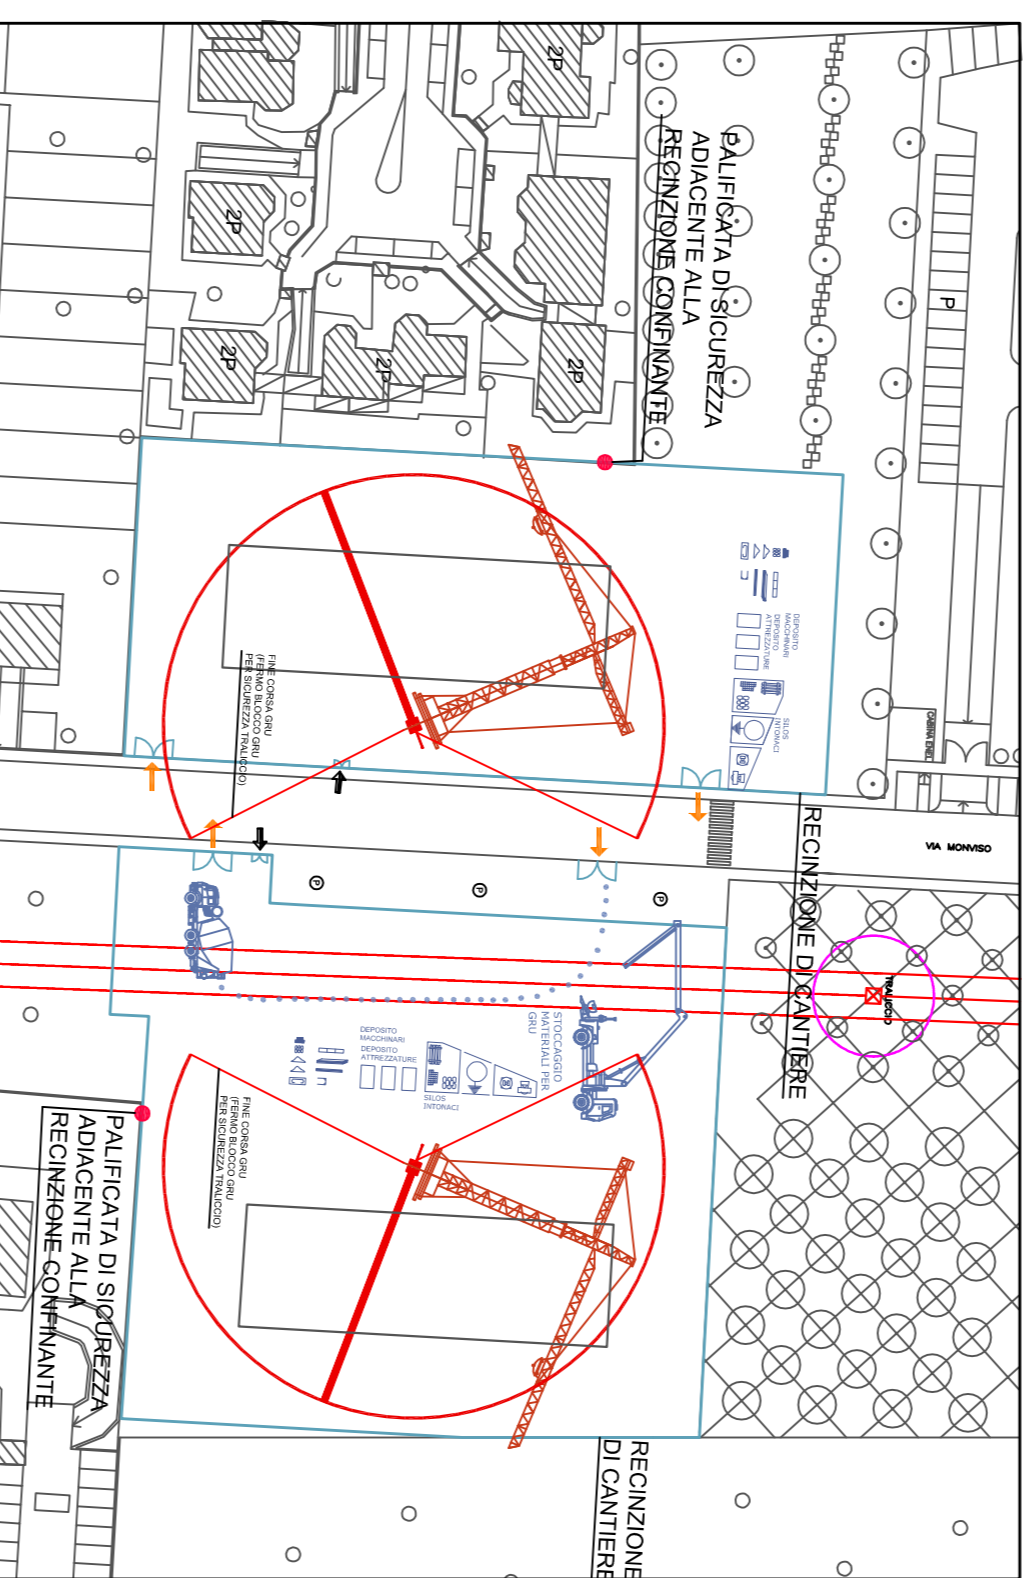 2P
PALIFICATA DI SICUREZZA
ADIACENTE ALLA
RECINZIONE CONFINANTE
2P
P
2P
2P
2P
DEPOSITO
MACCHINARI
DEPOSITO
ATTREZZATURE
SILOS
INTONACI
FINE CORSA GRU
(FERMO BLOCCO GRU
PER SICUREZZA TRALICCIO)
CABINA ENEL
RECINZIONE DI CANTIERE
VIA MONVISO
P
P
P
TRALICCIO
STOCCAGGIO
MATERIALI PER
GRU
DEPOSITO
MACCHINARI
DEPOSITO
ATTREZZATURE
SILOS
INTONACI
FINE CORSA GRU
(FERMO BLOCCO GRU
PER SICUREZZA TRALICCIO)
PALIFICATA DI SICUREZZA
ADIACENTE ALLA
RECINZIONE CONFINANTE
RECINZIONE
DI CANTIERE